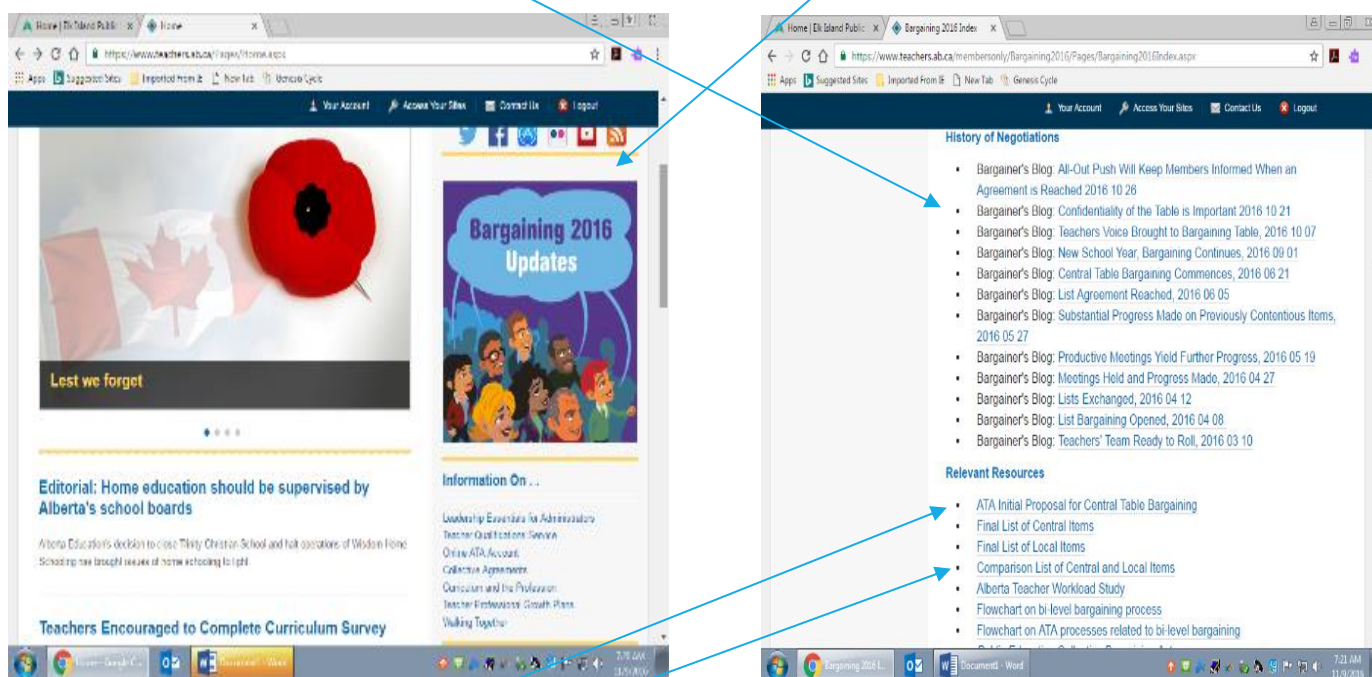 Home | Elk Island Public
Home
https://www.teachers.ab.ca/Pages/Home.aspx
Apps Suggested Sites Imported From IE New Tab Genesis Cycle
Your Account Access Your Sites Contact Us Logout
Lest we forget
Editorial: Home education should be supervised by
Alberta's school boards
Alberta Education's decision to close Trinity Christian School and halt operations of Wisdom Home
Schooling has brought issues of home schooling to light.
Teachers Encouraged to Complete Curriculum Survey
Bargaining 2016
Updates
Information On ...
Leadership Essentials for Administrators
Teacher Qualifications Service
Online ATA Account
Collective Agreements
Curriculum and the Profession
Teacher Professional Growth Plans
Walking Together
Document1 - Word
11/9/2016
Home | Elk Island Public
Bargaining 2016 Index
https://www.teachers.ab.ca/membersonly/Bargaining2016/Pages/Bargaining2016Index.aspx
Apps Suggested Sites Imported From IE New Tab Genesis Cycle
Your Account Access Your Sites Contact Us Logout
History of Negotiations
Bargainer's Blog: All-Out Push Will Keep Members Informed When an
Agreement is Reached 2016 10 26
Bargainer's Blog: Confidentiality of the Table is Important 2016 10 21
Bargainer's Blog: Teachers Voice Brought to Bargaining Table, 2016 10 07
Bargainer's Blog: New School Year, Bargaining Continues, 2016 09 01
Bargainer's Blog: Central Table Bargaining Commences, 2016 06 21
Bargainer's Blog: List Agreement Reached, 2016 06 05
Bargainer's Blog: Substantial Progress Made on Previously Contentious Items,
2016 05 27
Bargainer's Blog: Productive Meetings Yield Further Progress, 2016 05 19
Bargainer's Blog: Meetings Held and Progress Made, 2016 04 27
Bargainer's Blog: Lists Exchanged, 2016 04 12
Bargainer's Blog: List Bargaining Opened, 2016 04 08
Bargainer's Blog: Teachers' Team Ready to Roll, 2016 03 10
Relevant Resources
ATA Initial Proposal for Central Table Bargaining
Final List of Central Items
Final List of Local Items
Comparison List of Central and Local Items
Alberta Teacher Workload Study
Flowchart on bi-level bargaining process
Flowchart on ATA processes related to bi-level bargaining
Bargaining 2016 I...
Document1 - Word
7:21 AM
11/9/2016